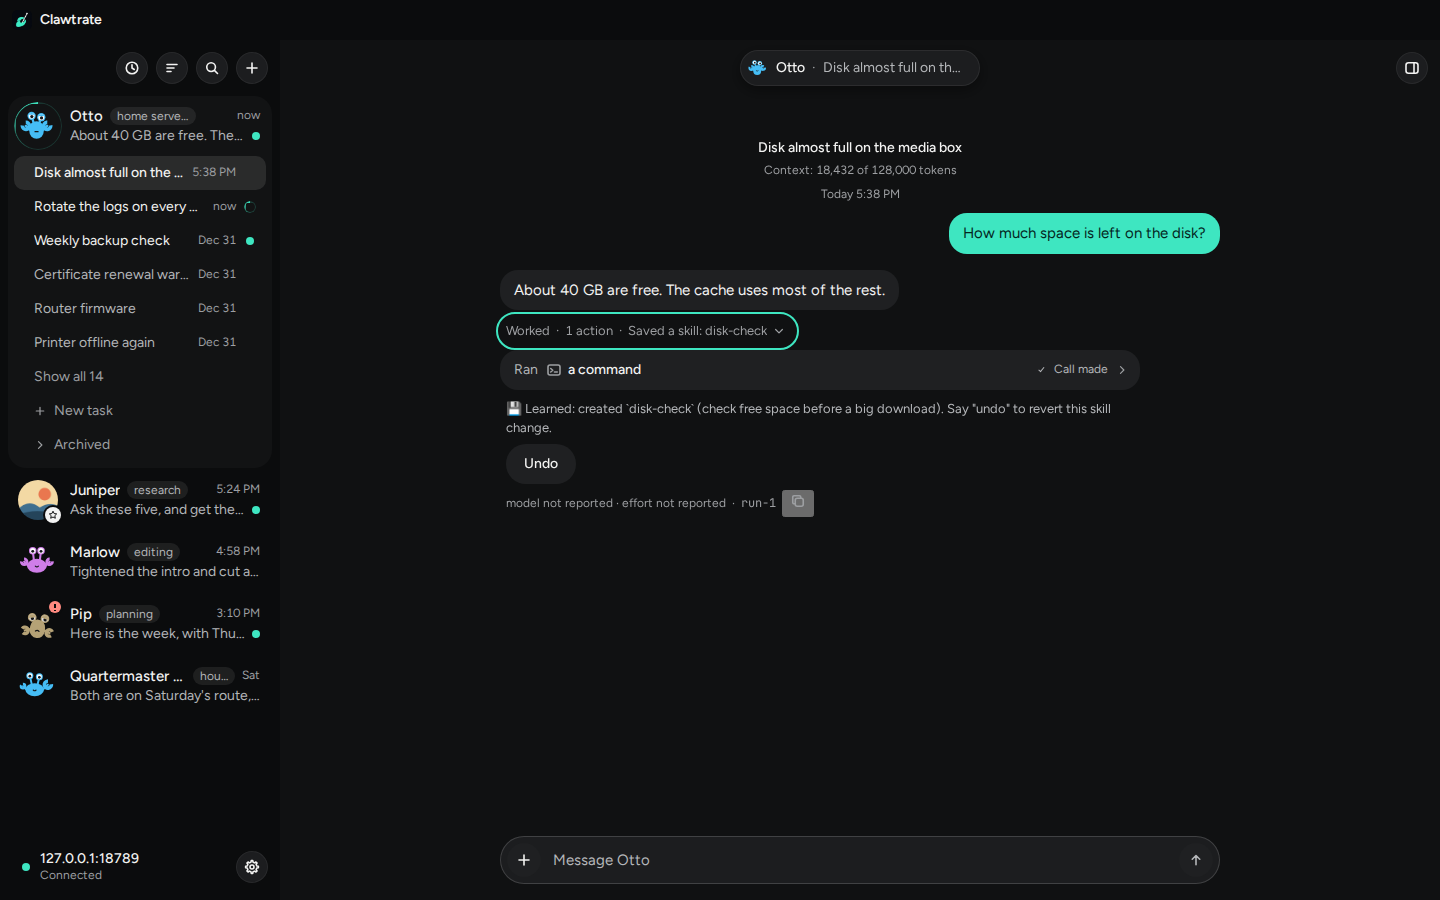 Clawtrate
Otto · Disk almost full on th...
Otto home serve... now
About 40 GB are free. The...
Disk almost full on the ... 5:38 PM
Rotate the logs on every ... now
Weekly backup check Dec 31
Certificate renewal war... Dec 31
Router firmware Dec 31
Printer offline again Dec 31
Show all 14
New task
Archived
Juniper research 5:24 PM
Ask these five, and get the...
Marlow editing 4:58 PM
Tightened the intro and cut a...
Pip planning 3:10 PM
Here is the week, with Thu...
Quartermaster ... hou... Sat
Both are on Saturday's route,...
127.0.0.1:18789
Connected
Disk almost full on the media box
Context: 18,432 of 128,000 tokens
Today 5:38 PM
How much space is left on the disk?
About 40 GB are free. The cache uses most of the rest.
Worked · 1 action · Saved a skill: disk-check
Ran a command Call made
Learned: created `disk-check` (check free space before a big download). Say "undo" to revert this skill
change.
Undo
model not reported · effort not reported · run-1
Message Otto